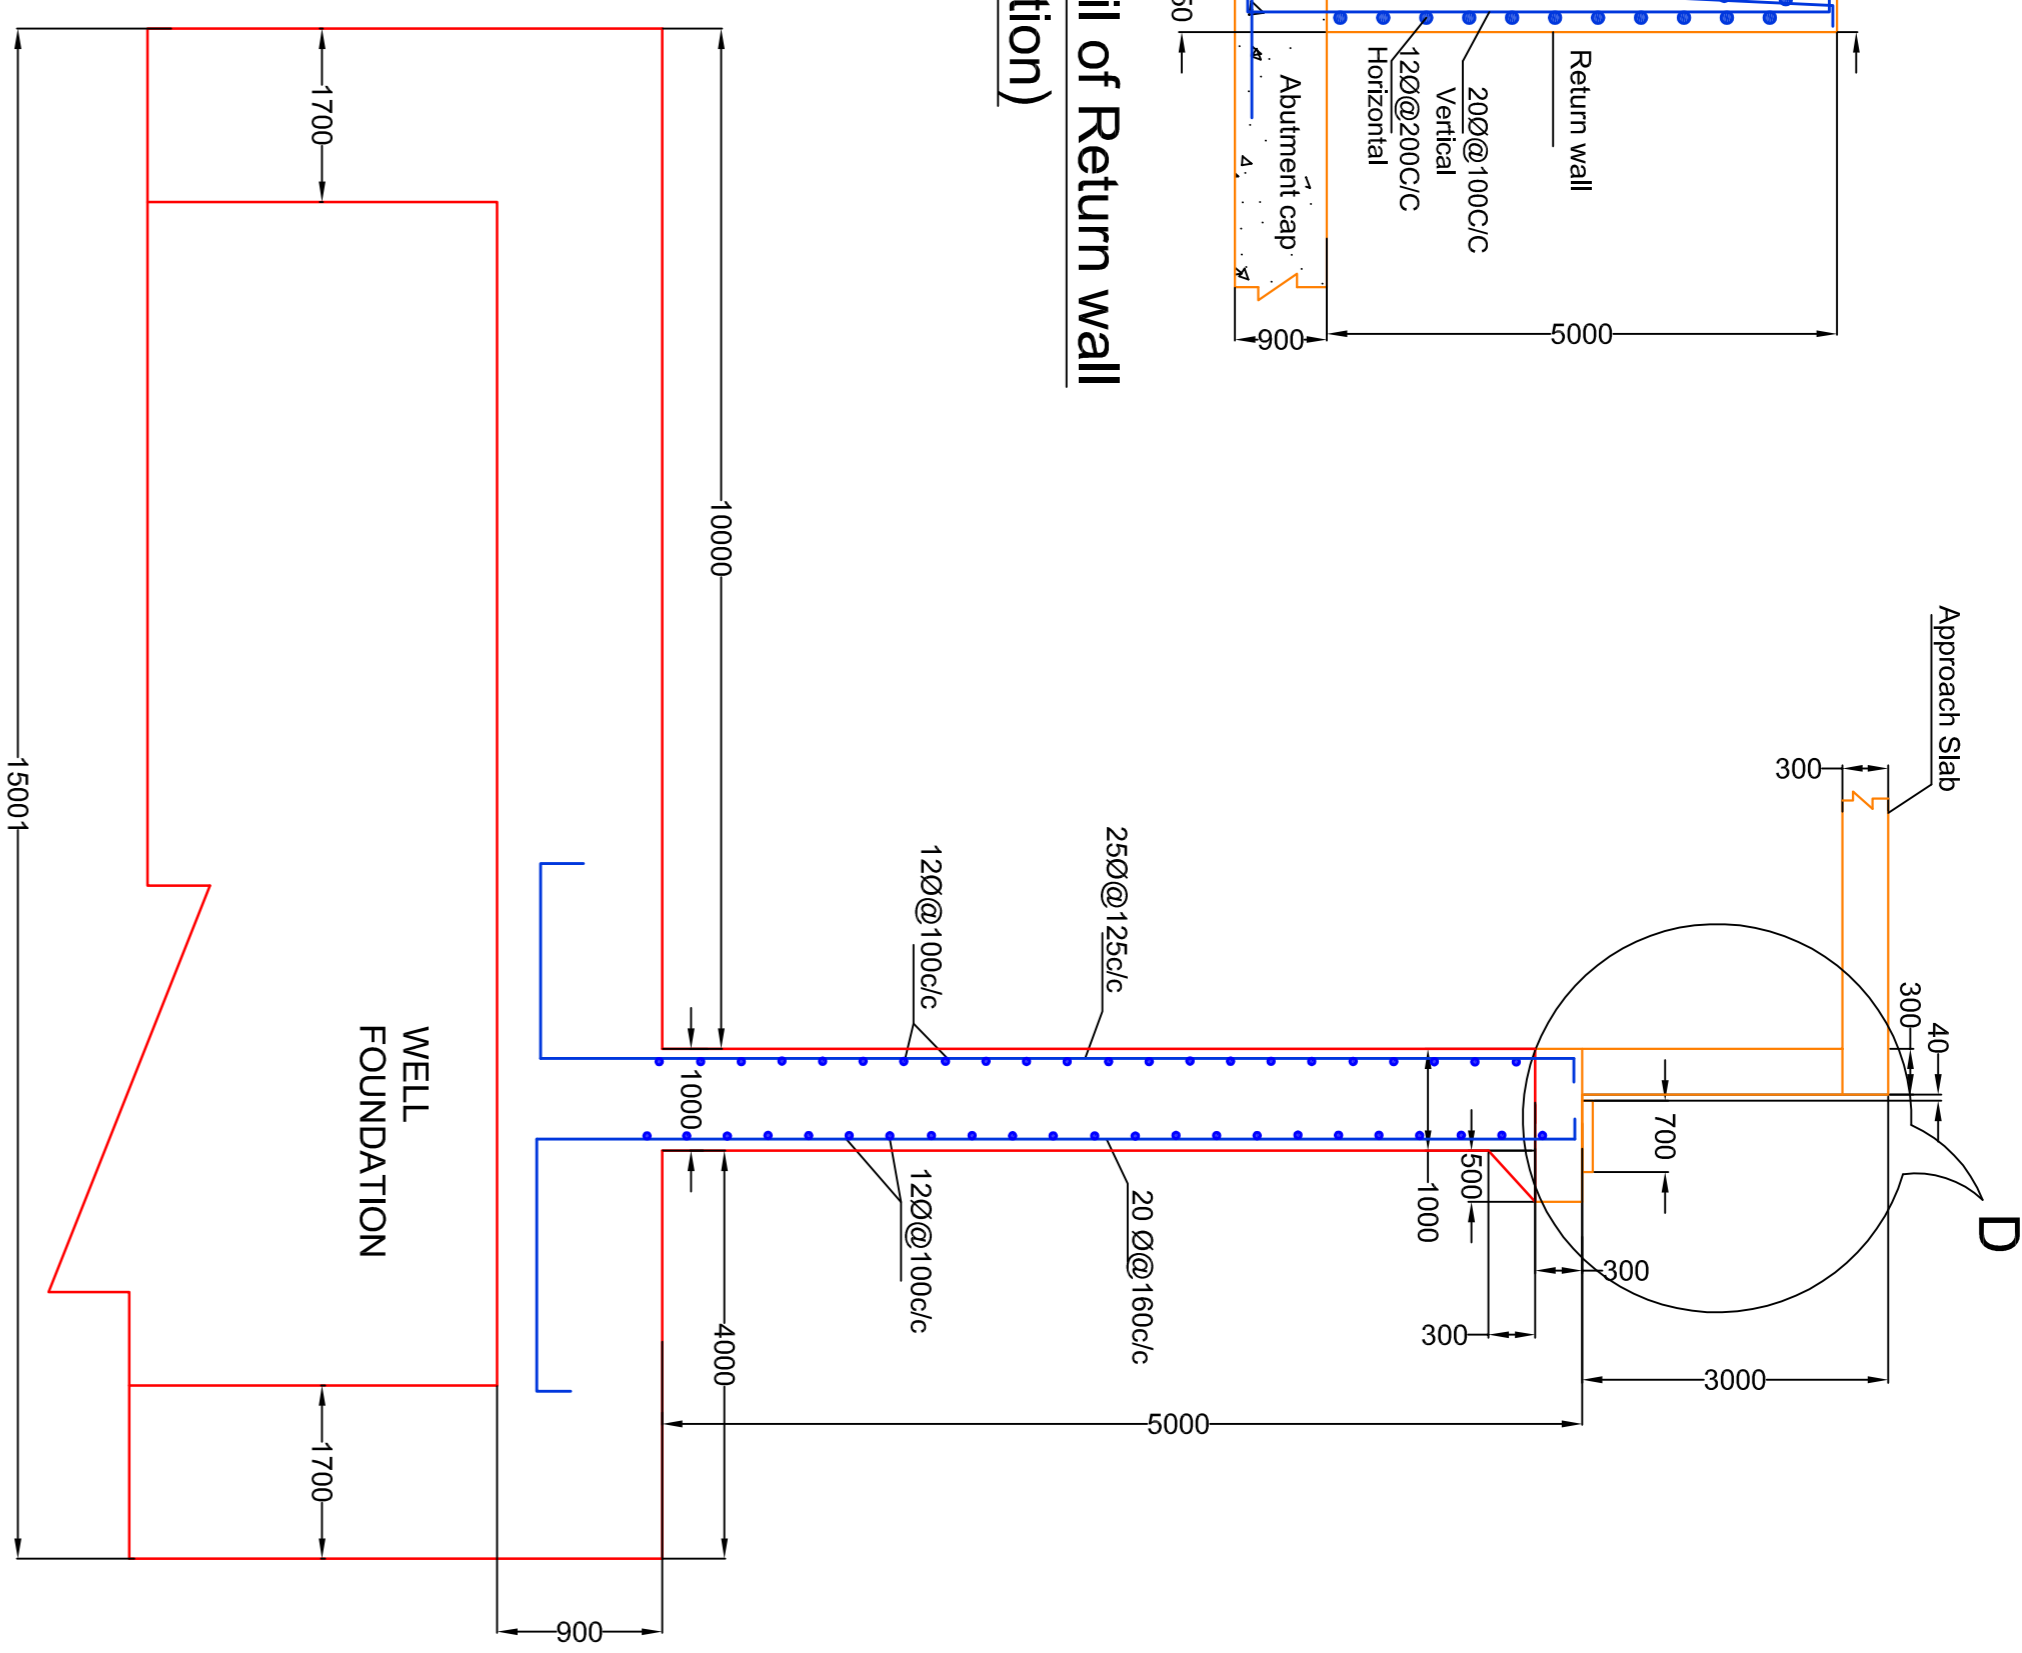 50
Return wall
20Ø@100C/C
Vertical
12Ø@200C/C
Horizontal
Abutment cap
900
5000
il of Return wall
tion )
Approach Slab
300
300
40
700
D
25Ø@125c/c
12Ø@100c/c
1000
1000
500
300
300
3000
20 Ø@160c/c
12Ø@100c/c
5000
10000
4000
1700
WELL
FOUNDATION
1700
900
15001